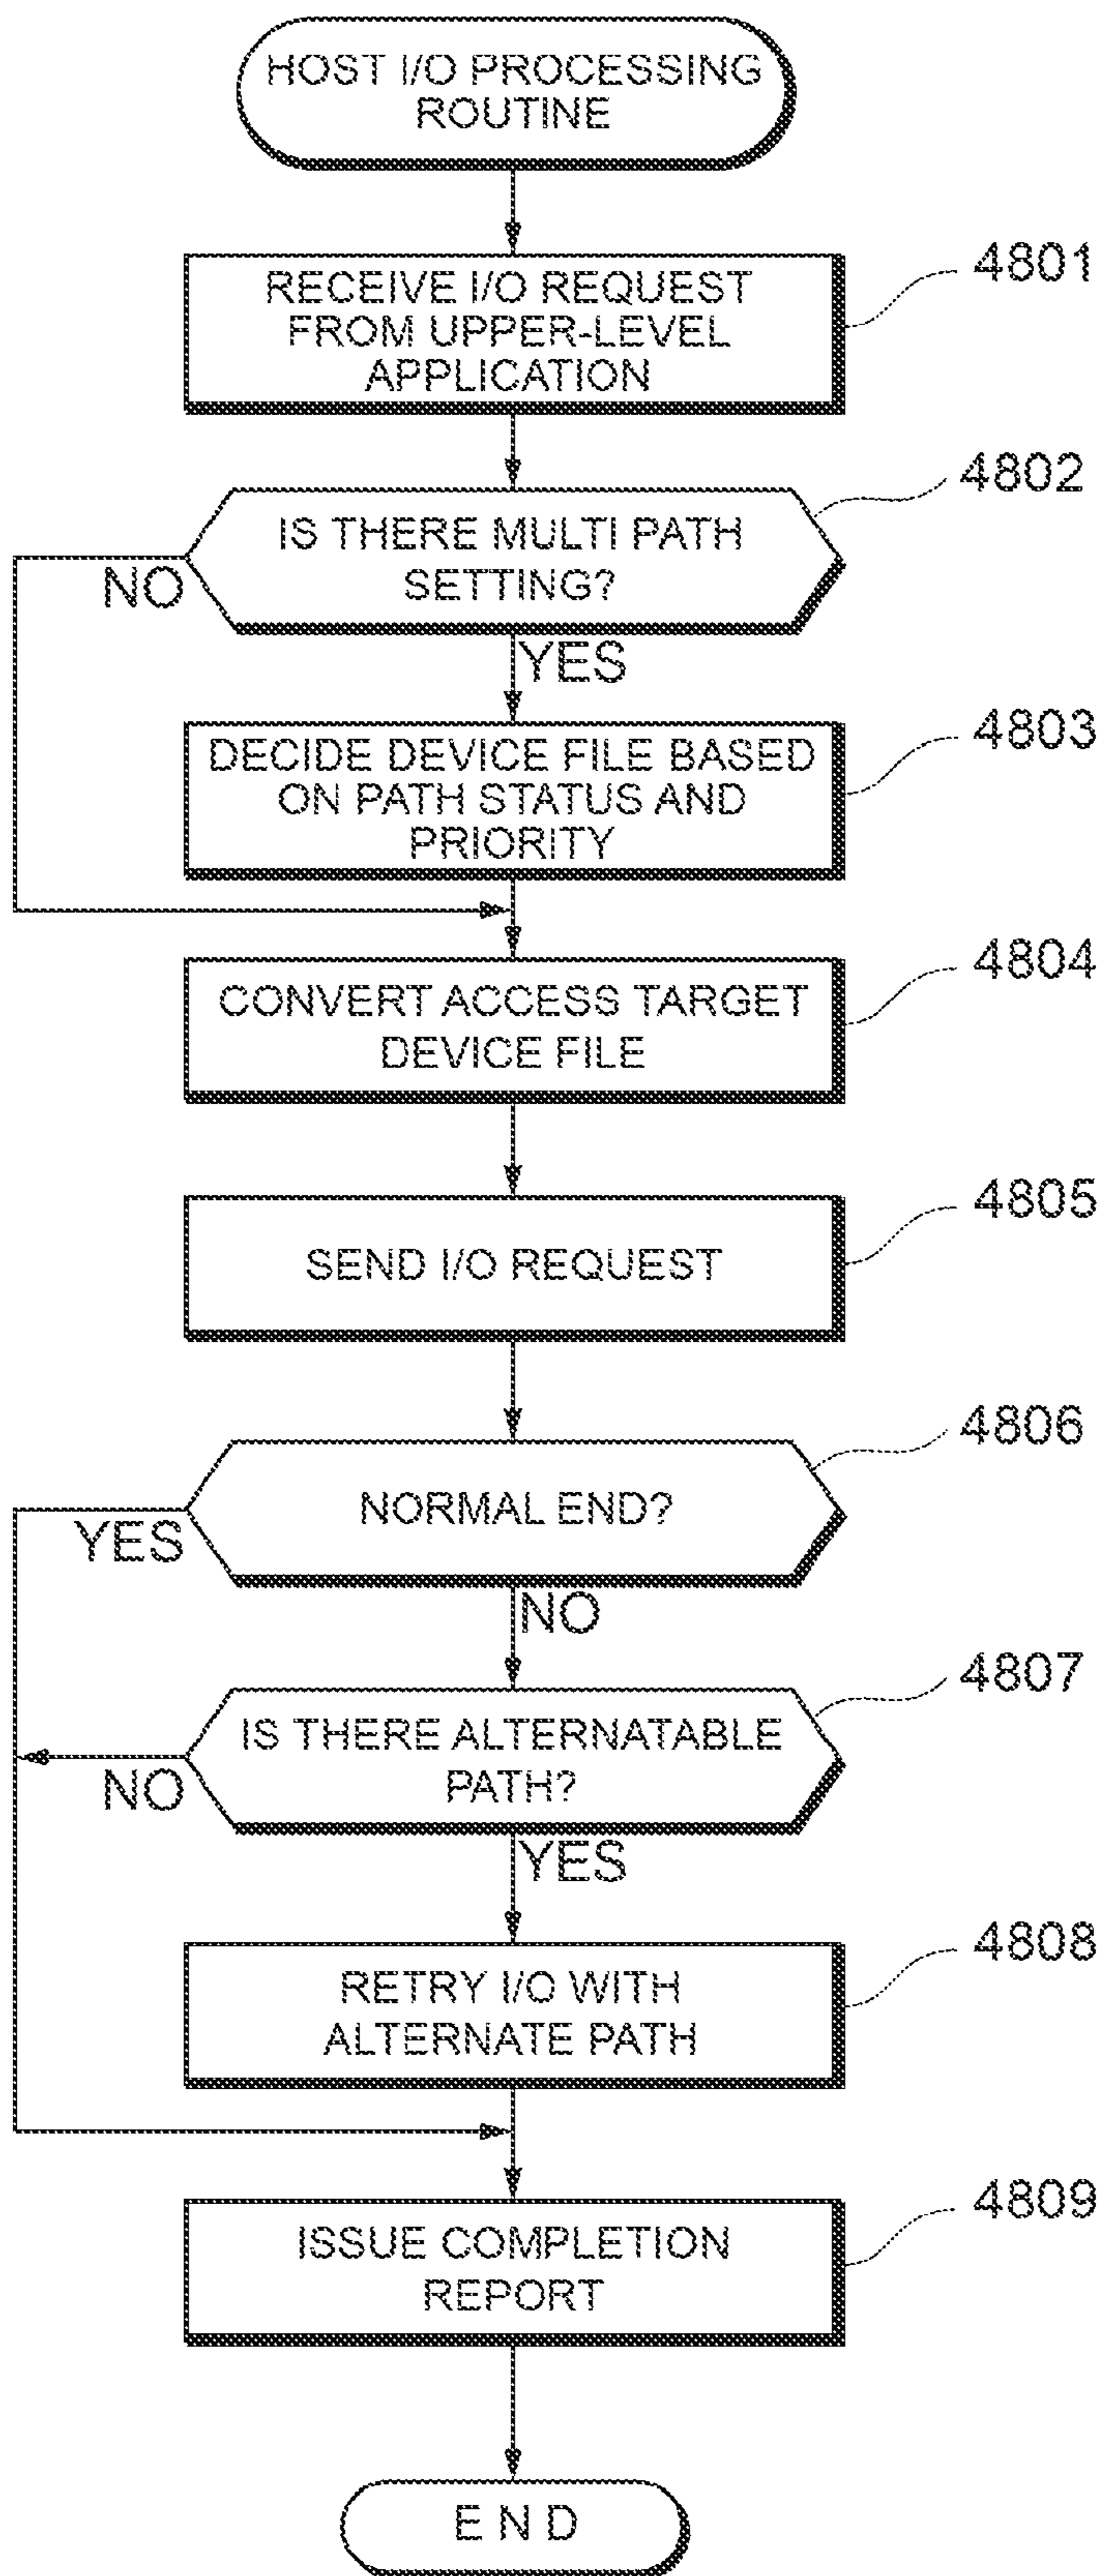 HOST I/O PROCESSING
ROUTINE
RECEIVE I/O REQUEST
FROM UPPER-LEVEL
APPLICATION
4801
IS THERE MULTI PATH
SETTING?
4802
NO
YES
DECIDE DEVICE FILE BASED
ON PATH STATUS AND
PRIORITY
4803
CONVERT ACCESS TARGET
DEVICE FILE
4804
SEND I/O REQUEST
4805
NORMAL END?
4806
YES
NO
IS THERE ALTERNATABLE
PATH?
4807
NO
YES
RETRY I/O WITH
ALTERNATE PATH
4808
ISSUE COMPLETION
REPORT
4809
E N D